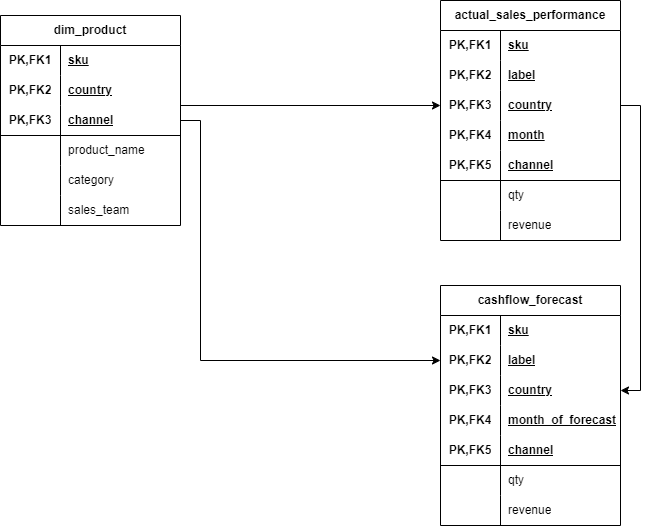 dim_product
PK,FK1 sku
PK,FK2 country
PK,FK3 channel
product_name
category
sales_team
actual_sales_performance
PK,FK1 sku
PK,FK2 label
PK,FK3 country
PK,FK4 month
PK,FK5 channel
qty
revenue
cashflow_forecast
PK,FK1 sku
PK,FK2 label
PK,FK3 country
PK,FK4 month_of_forecast
PK,FK5 channel
qty
revenue